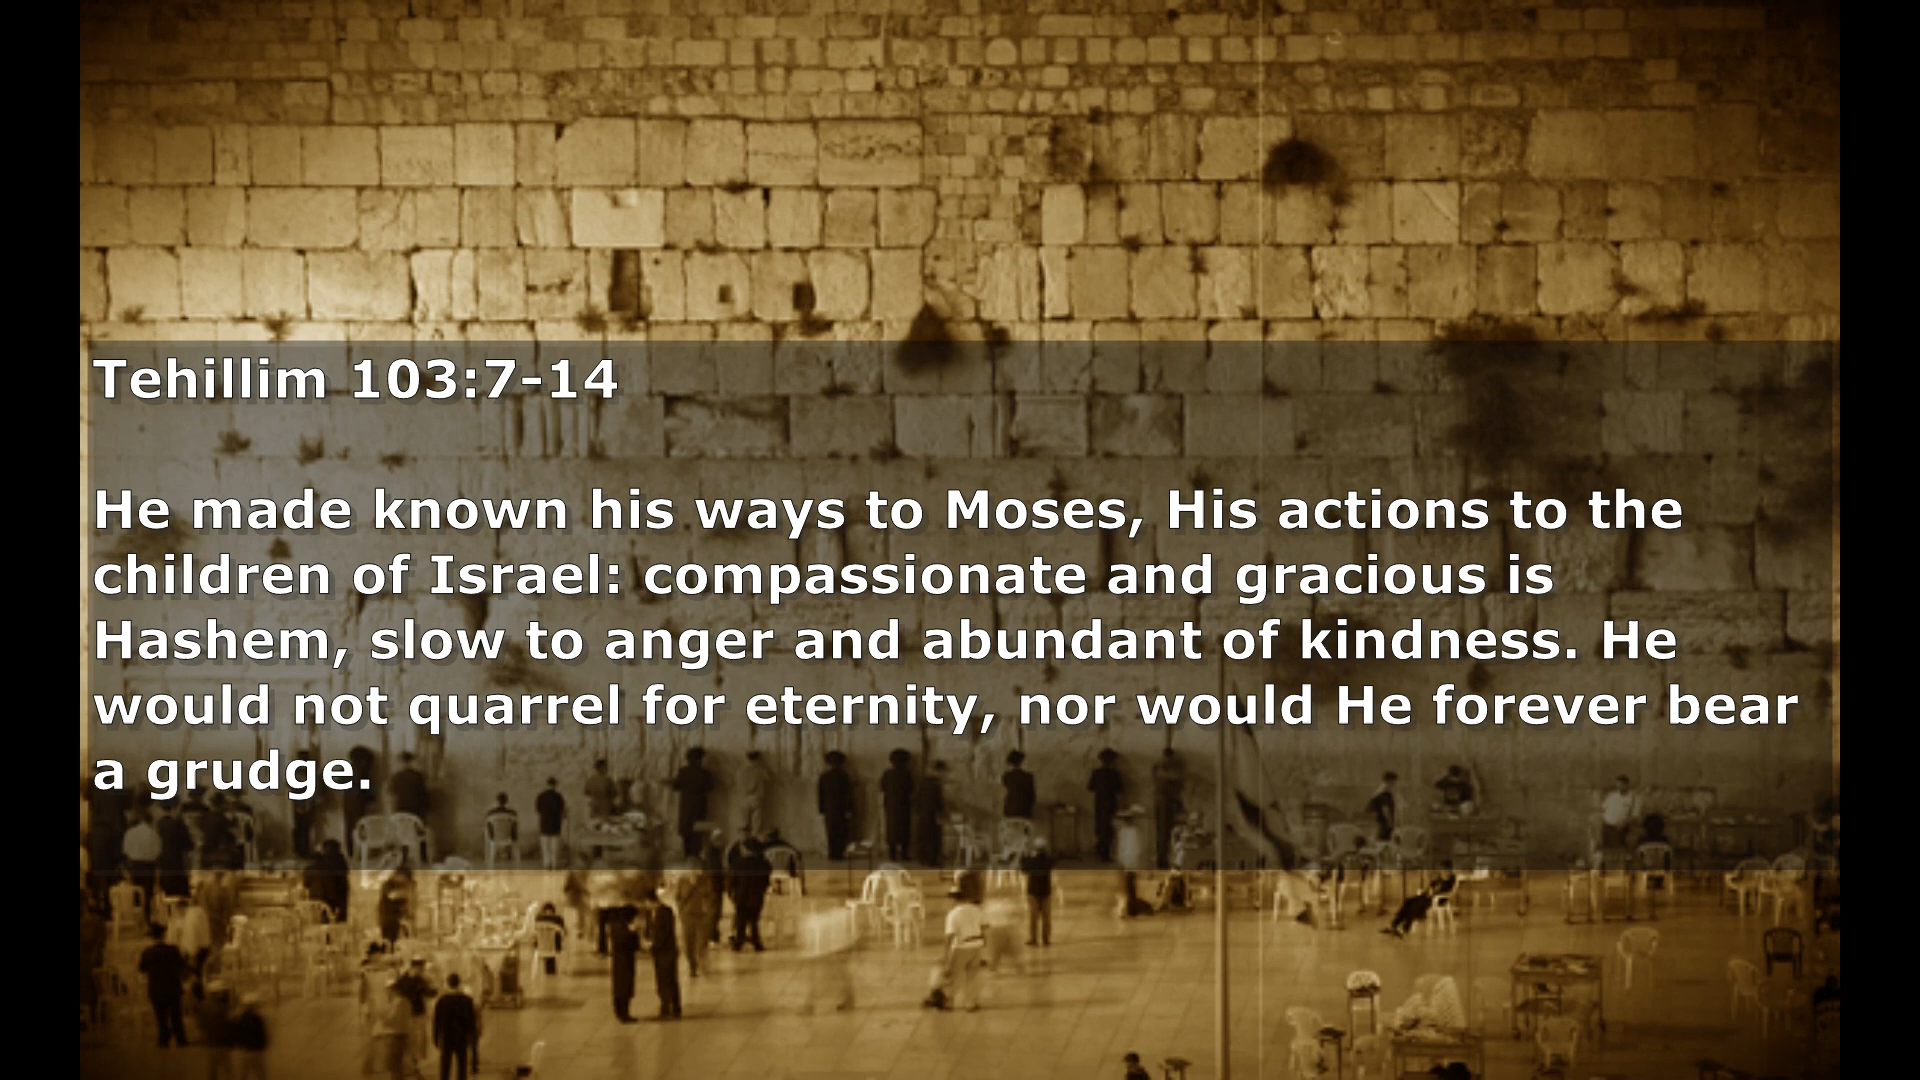 Tehillim 103:7-14
He made known his ways to Moses, His actions to the
children of Israel: compassionate and gracious is
Hashem, slow to anger and abundant of kindness. He
would not quarrel for eternity, nor would He forever bear
a grudge.